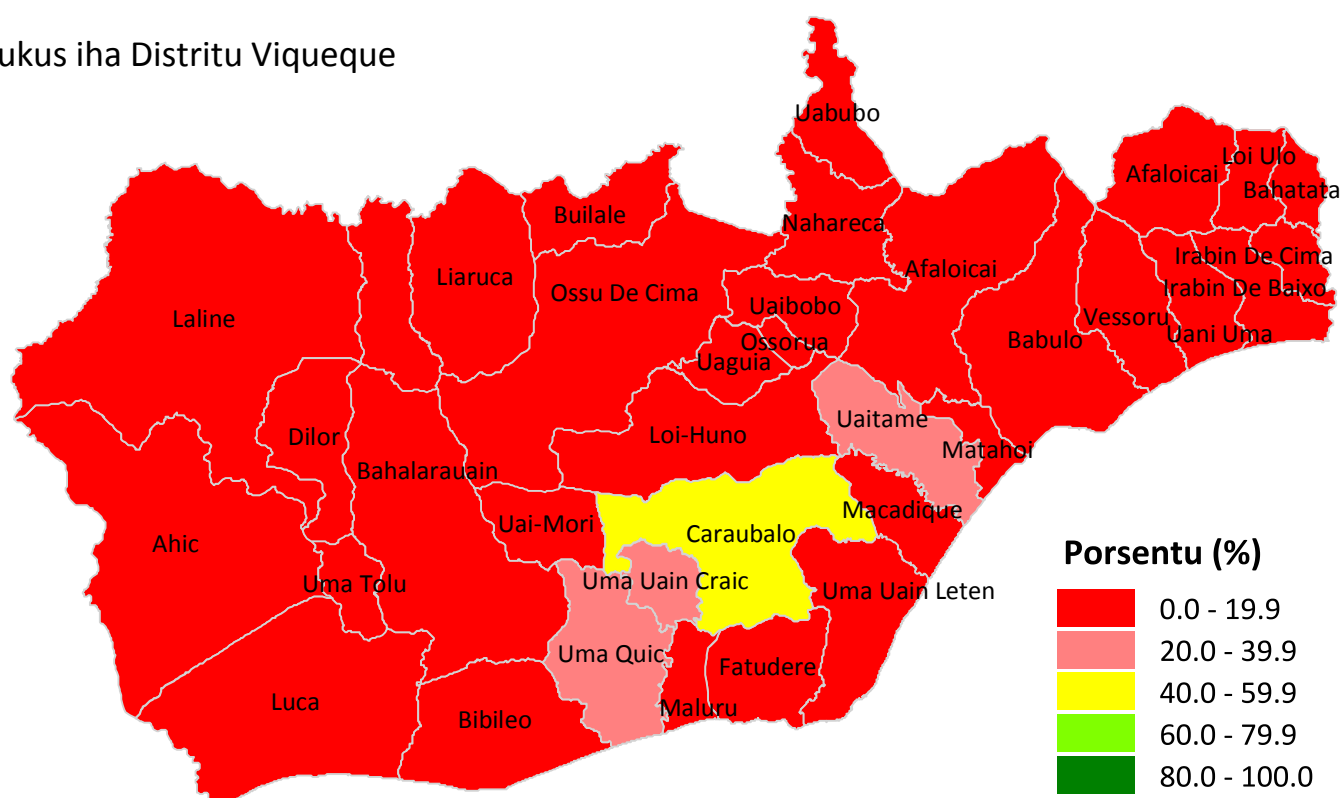 ukus iha Distritu Viqueque
Uabubo
Loi Ulo
Afaloicai
Bahatata
Builale
Nahareca
Irabin De Cima
Afaloicai
Liaruca
Irabin De Baixo
Ossu De Cima
Uaibobo
Laline
Vessoru
Uani Uma
Babulo
Ossorua
Uaguia
Uaitame
Loi-Huno
Dilor
Matahoi
Bahalarauain
Macadique
Uai-Mori
Caraubalo
Ahic
Uma Tolu
Uma Uain Craic
Uma Uain Leten
Uma Quic
Fatudere
Luca
Maluru
Bibileo
Porsentu (%)
0.0 - 19.9
20.0 - 39.9
40.0 - 59.9
60.0 - 79.9
80.0 - 100.0